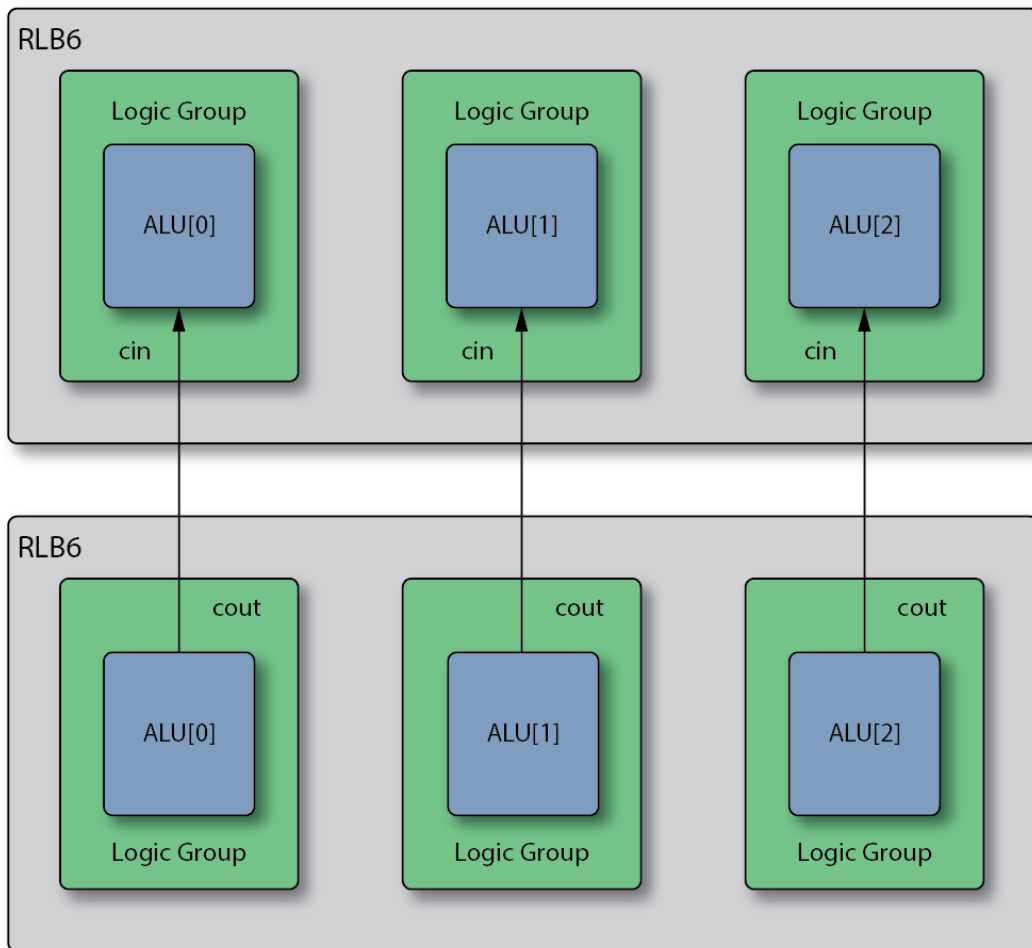 RLB6
Logic Group
Logic Group
Logic Group
ALU[0]
ALU[1]
ALU[2]
cin
cin
cin
RLB6
cout
cout
cout
ALU[0]
ALU[1]
ALU[2]
Logic Group
Logic Group
Logic Group